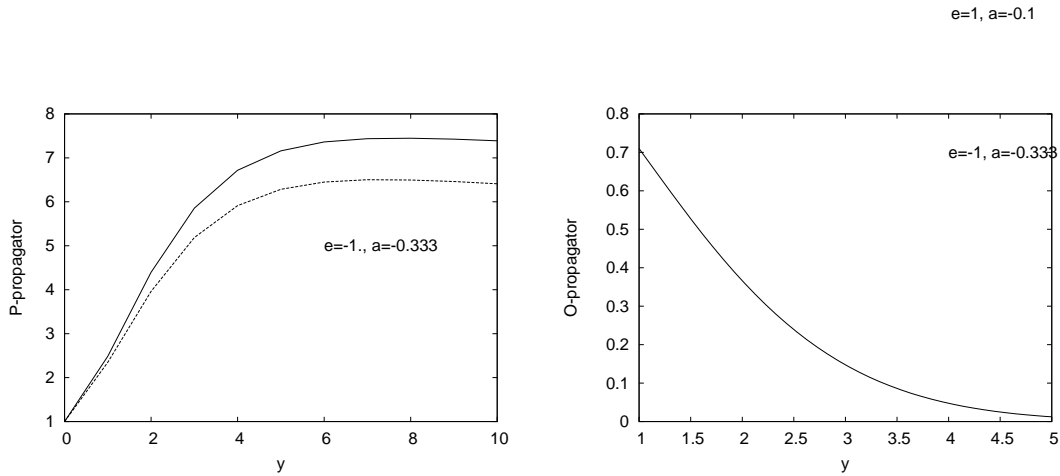 e=1, a=-0.1
8
7
6
5
4
3
2
1
P-propagator
e=-1., a=-0.333
0 2 4 6 8 10
y
0.8
0.7
0.6
0.5
0.4
0.3
0.2
0.1
0
O-propagator
e=-1, a=-0.333
1 1.5 2 2.5 3 3.5 4 4.5 5
y